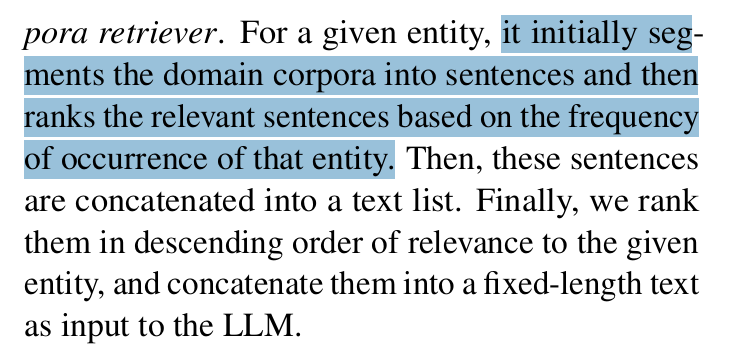 pora retriever. For a given entity, it initially seg-
ments the domain corpora into sentences and then
ranks the relevant sentences based on the frequency
of occurrence of that entity. Then, these sentences
are concatenated into a text list. Finally, we rank
them in descending order of relevance to the given
entity, and concatenate them into a fixed-length text
as input to the LLM.